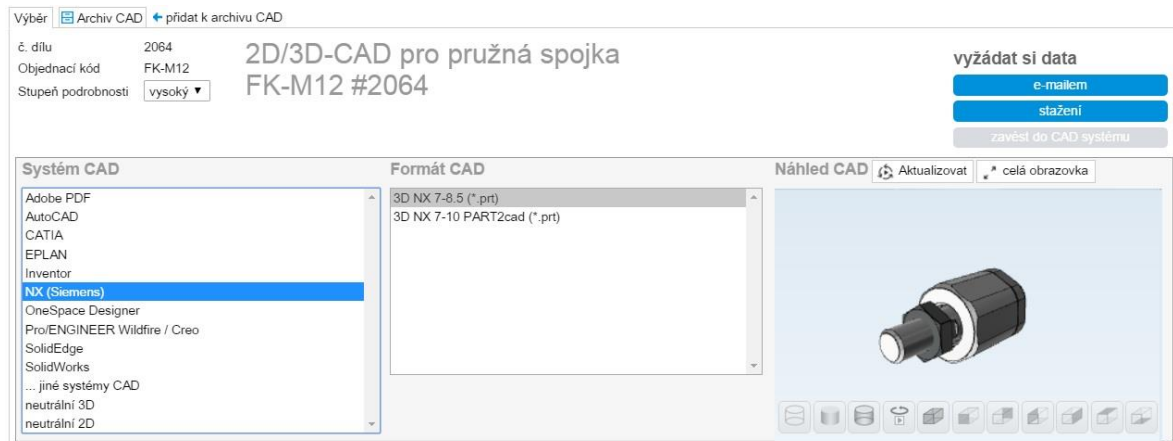 Výběr Archiv CAD přidat k archivu CAD
č. dílu 2064
Objednací kód FK-M12
Stupeň podrobnosti vysoký ▼
2D/3D-CAD pro pružná spojka
FK-M12 #2064
vyžádat si data
e-mailem
stažení
zavést do CAD systému
Systém CAD
Adobe PDF
AutoCAD
CATIA
EPLAN
Inventor
NX (Siemens)
OneSpace Designer
Pro/ENGINEER Wildfire / Creo
SolidEdge
SolidWorks
... jiné systémy CAD
neutrální 3D
neutrální 2D
Formát CAD
3D NX 7-8.5 (*.prt)
3D NX 7-10 PART2cad (*.prt)
Náhled CAD Aktualizovat celá obrazovka